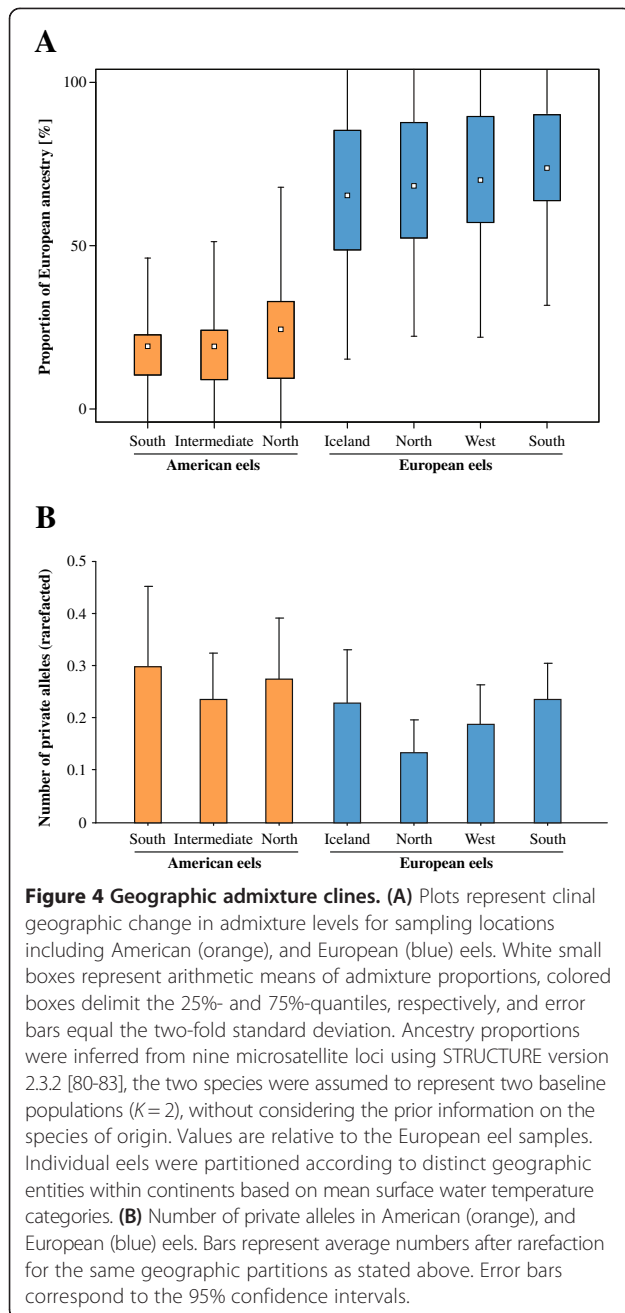 A
Proportion of European ancestry [%]
100
50
0
South Intermediate North Iceland North West South
American eels European eels
B
Number of private alleles (rarefacted)
0.5
0.4
0.3
0.2
0.1
0
South Intermediate North Iceland North West South
American eels European eels
Figure 4 Geographic admixture clines. (A) Plots represent clinal
geographic change in admixture levels for sampling locations
including American (orange), and European (blue) eels. White small
boxes represent arithmetic means of admixture proportions, colored
boxes delimit the 25%- and 75%-quantiles, respectively, and error
bars equal the two-fold standard deviation. Ancestry proportions
were inferred from nine microsatellite loci using STRUCTURE version
2.3.2 [80-83], the two species were assumed to represent two baseline
populations (K = 2), without considering the prior information on the
species of origin. Values are relative to the European eel samples.
Individual eels were partitioned according to distinct geographic
entities within continents based on mean surface water temperature
categories. (B) Number of private alleles in American (orange), and
European (blue) eels. Bars represent average numbers after rarefaction
for the same geographic partitions as stated above. Error bars
correspond to the 95% confidence intervals.